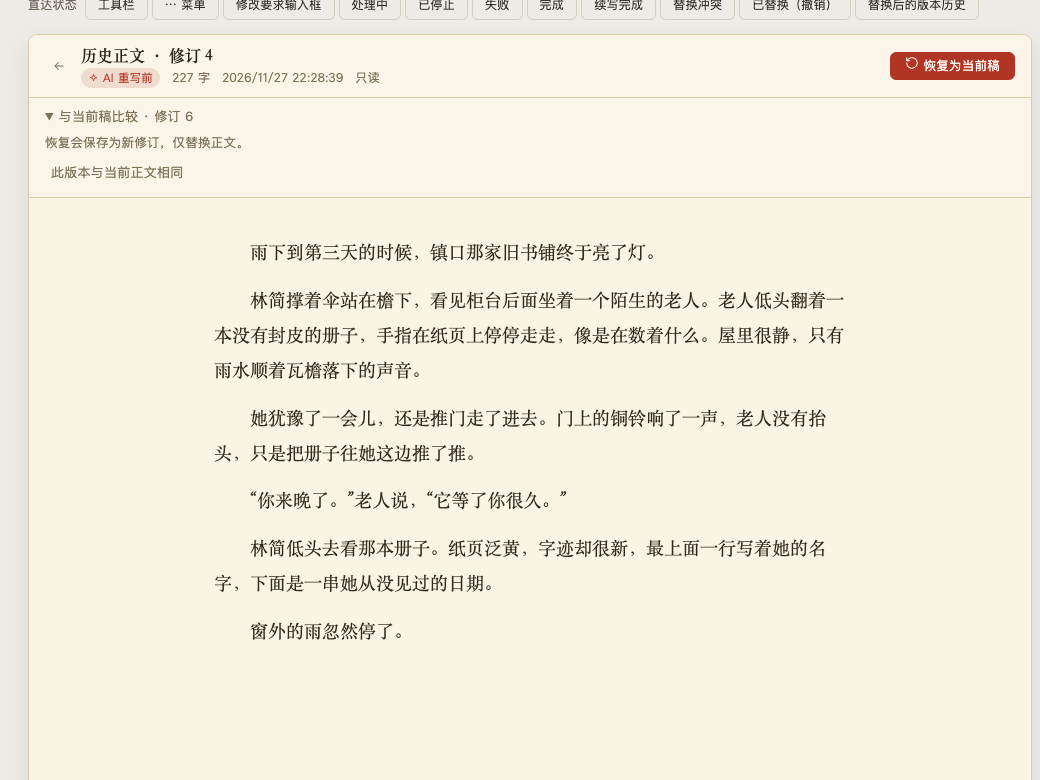 直达状态 工具栏 ··· 菜单 修改要求输入框 处理中 已停止 失败 完成 续写完成 替换冲突 已替换（撤销） 替换后的版本历史
← 历史正文 · 修订 4
AI 重写前 227 字 2026/11/27 22:28:39 只读
恢复为当前稿
▼ 与当前稿比较 · 修订 6
恢复会保存为新修订，仅替换正文。
此版本与当前正文相同
雨下到第三天的时候，镇口那家旧书铺终于亮了灯。
林简撑着伞站在檐下，看见柜台后面坐着一个陌生的老人。老人低头翻着一
本没有封皮的册子，手指在纸页上停停走走，像是在数着什么。屋里很静，只有
雨水顺着瓦檐落下的声音。
她犹豫了一会儿，还是推门走了进去。门上的铜铃响了一声，老人没有抬
头，只是把册子往她这边推了推。
“你来晚了。”老人说，“它等了你很久。”
林简低头去看那本册子。纸页泛黄，字迹却很新，最上面一行写着她的名
字，下面是一串她从没见过的日期。
窗外的雨忽然停了。